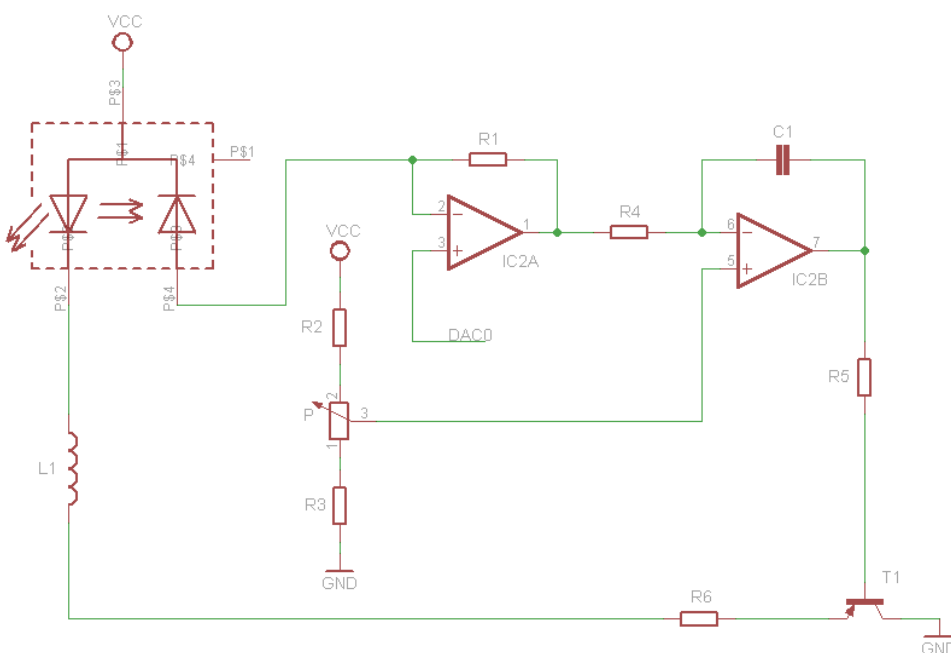 VCC
P$3
P$1
P$4
P$1
P$2
P$4
R1
2
3
1
IC2A
DAC0
R4
C1
6
5
7
IC2B
VCC
R2
P
2
3
1
R3
GND
R5
L1
R6
T1
GND